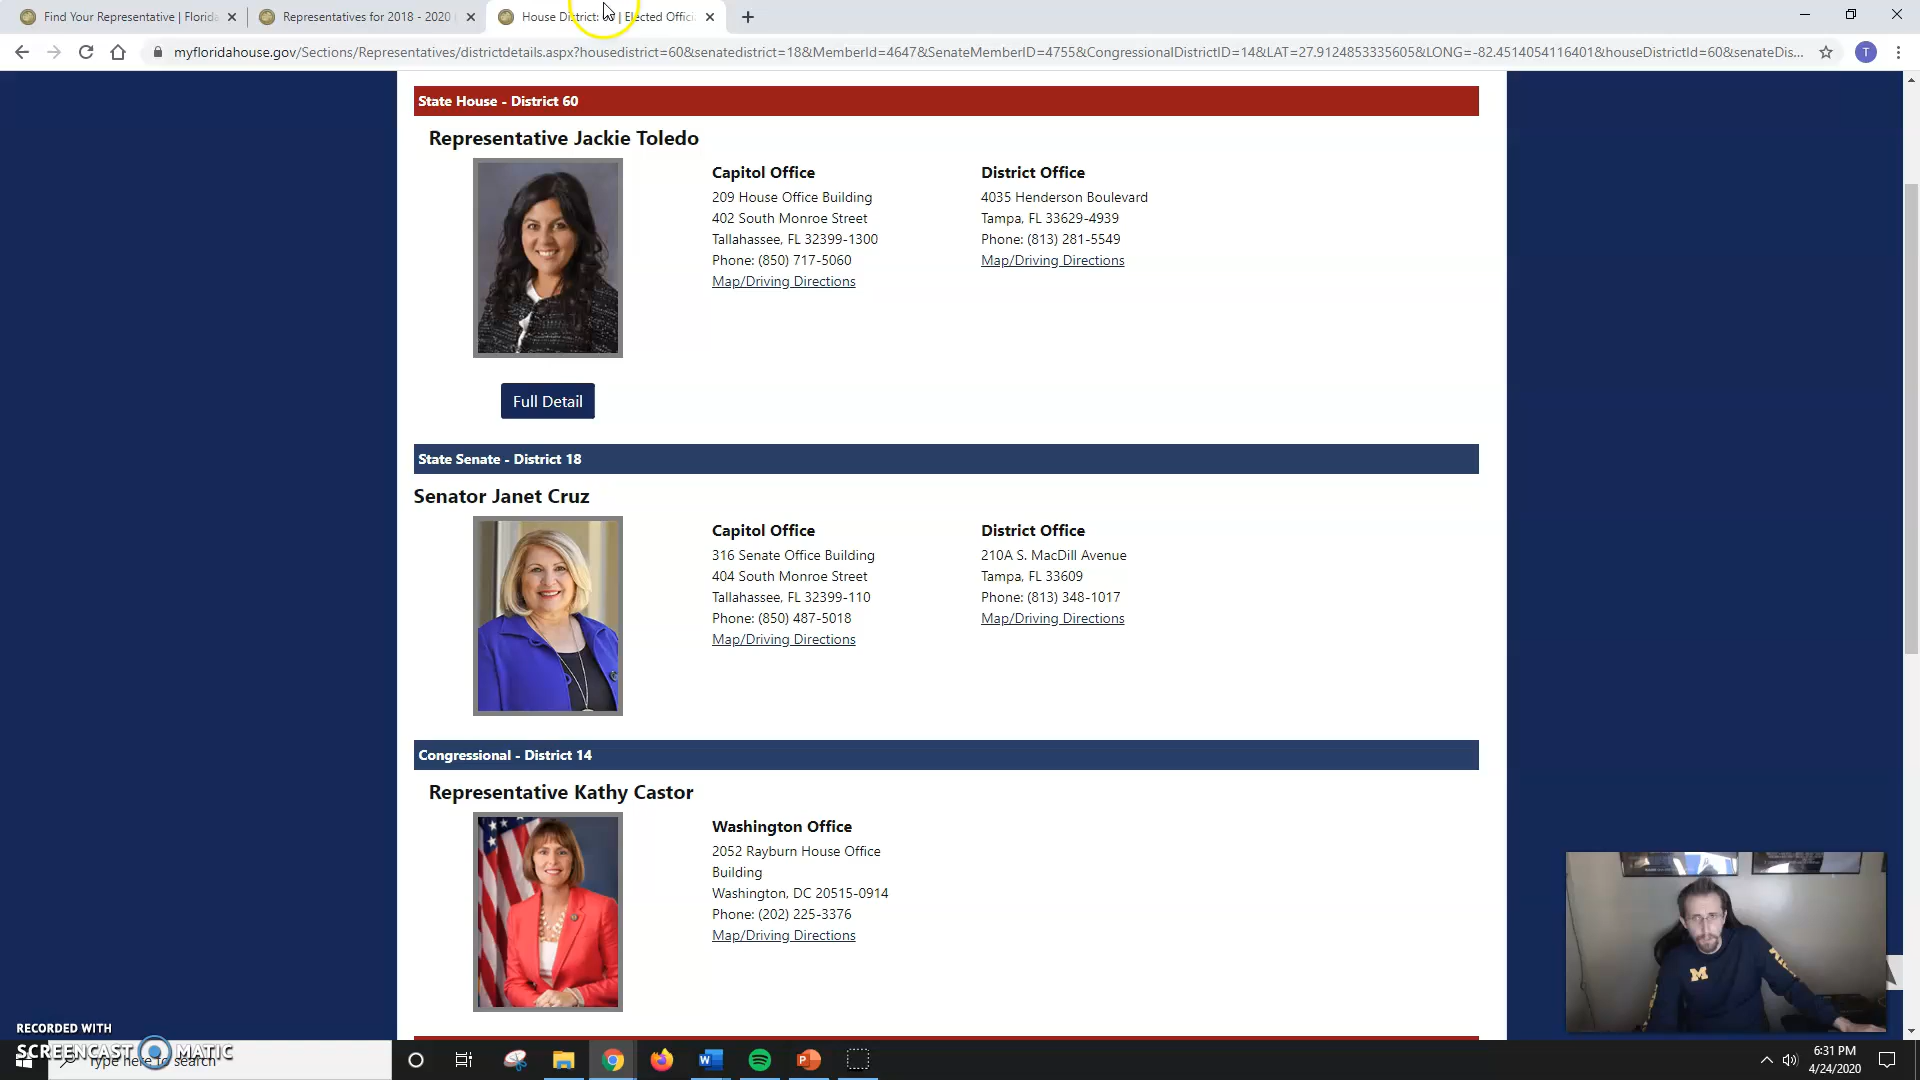 Find Your Representative | Florida
Representatives for 2018 - 2020
House District: | Elected Offici
myfloridahouse.gov/Sections/Representatives/districtdetails.aspx?housedistrict=60&senatedistrict=18&MemberId=4647&SenateMemberID=4755&CongressionalDistrictID=14&LAT=27.9124853335605&LONG=-82.4514054116401&houseDistrictId=60&senateDis...
T
State House - District 60
Representative Jackie Toledo
Capitol Office
209 House Office Building
402 South Monroe Street
Tallahassee, FL 32399-1300
Phone: (850) 717-5060
Map/Driving Directions
District Office
4035 Henderson Boulevard
Tampa, FL 33629-4939
Phone: (813) 281-5549
Map/Driving Directions
Full Detail
State Senate - District 18
Senator Janet Cruz
Capitol Office
316 Senate Office Building
404 South Monroe Street
Tallahassee, FL 32399-110
Phone: (850) 487-5018
Map/Driving Directions
District Office
210A S. MacDill Avenue
Tampa, FL 33609
Phone: (813) 348-1017
Map/Driving Directions
Congressional - District 14
Representative Kathy Castor
Washington Office
2052 Rayburn House Office
Building
Washington, DC 20515-0914
Phone: (202) 225-3376
Map/Driving Directions
M
RECORDED WITH
SCREENCAST MATIC
Type here to search
W
P
6:31 PM
4/24/2020